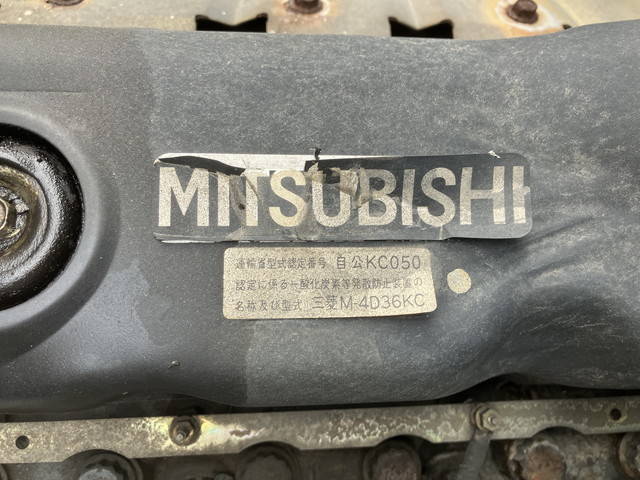 MITSUBISHI
運輸省型式認定番号 自公KC050
認定に係る一酸化炭素等発散防止装置の
名称及び型式 三菱M-4D36KC